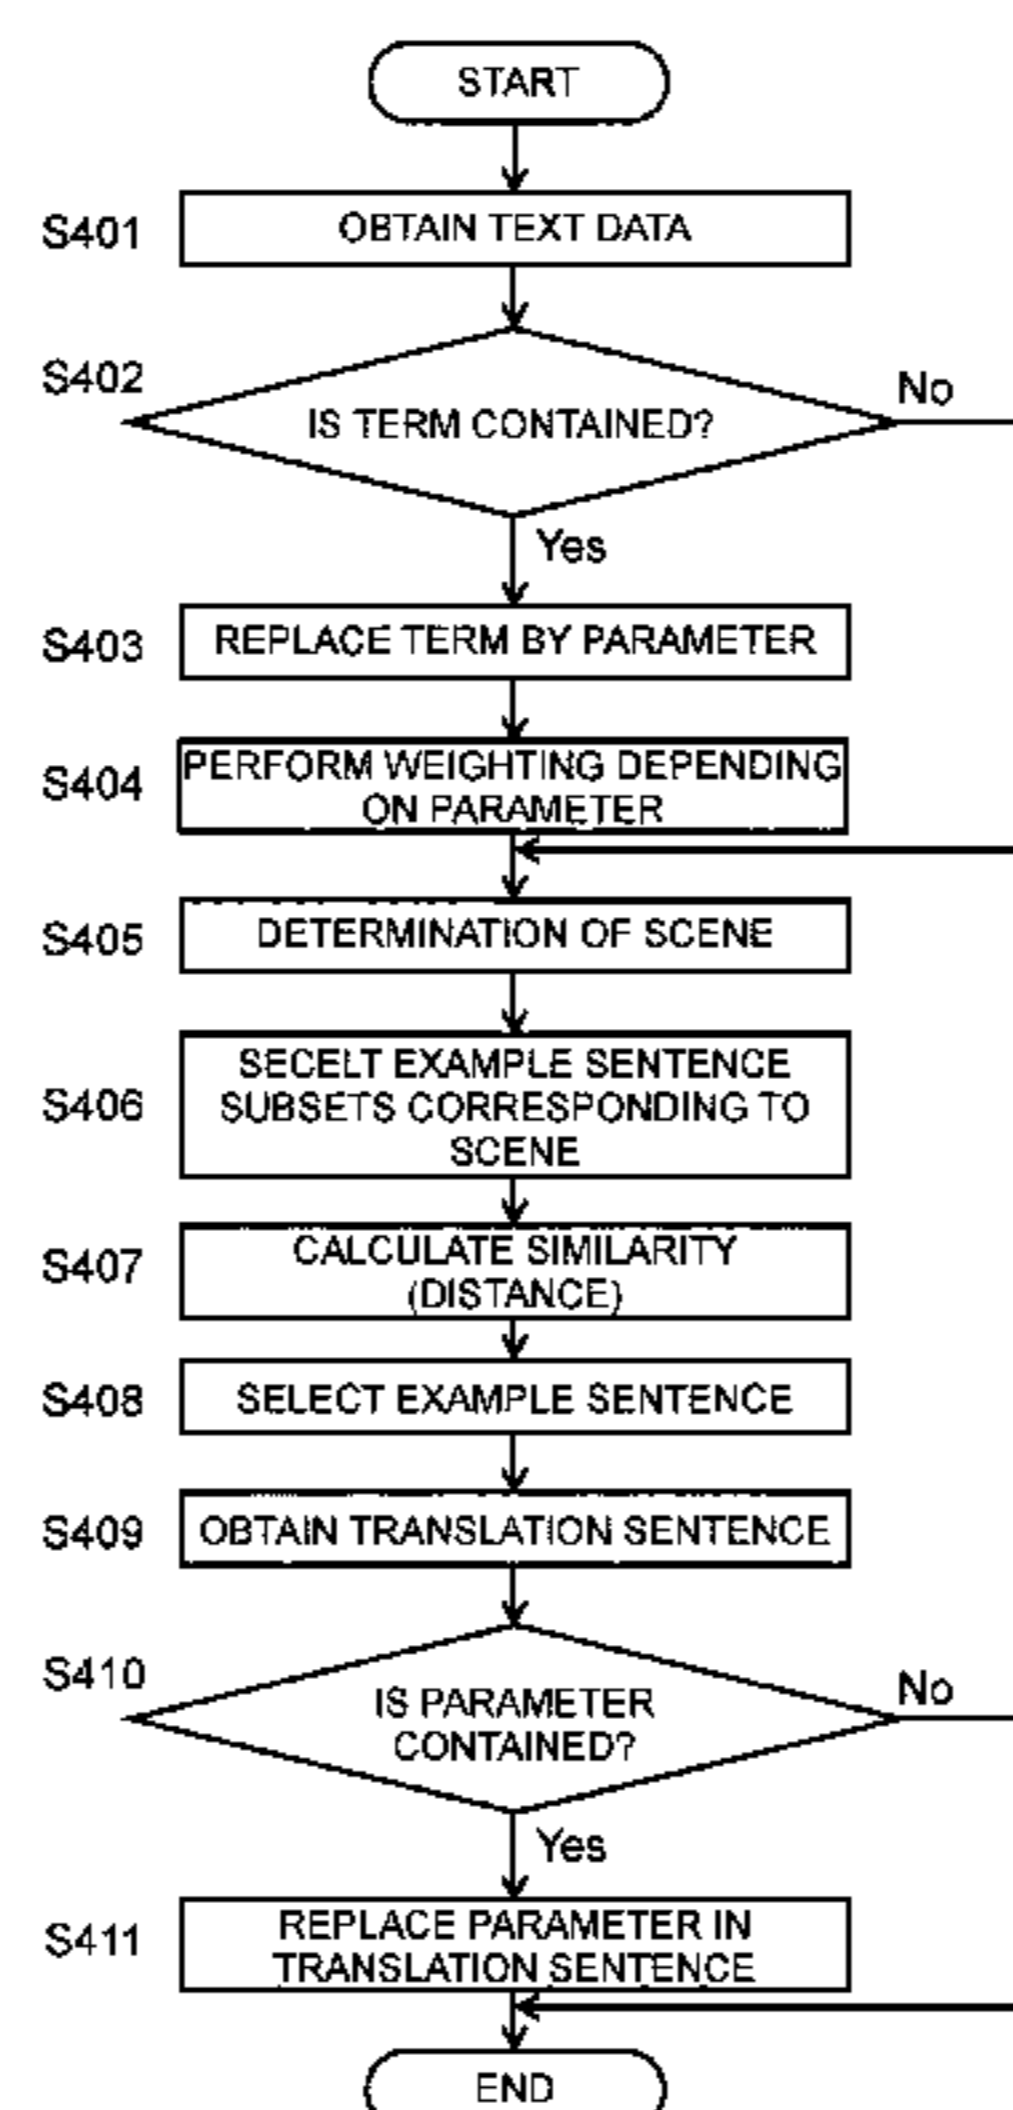 START
S401
OBTAIN TEXT DATA
S402
IS TERM CONTAINED?
No
Yes
S403
REPLACE TERM BY PARAMETER
S404
PERFORM WEIGHTING DEPENDING
ON PARAMETER
S405
DETERMINATION OF SCENE
S406
SECELT EXAMPLE SENTENCE
SUBSETS CORRESPONDING TO
SCENE
S407
CALCULATE SIMILARITY
(DISTANCE)
S408
SELECT EXAMPLE SENTENCE
S409
OBTAIN TRANSLATION SENTENCE
S410
IS PARAMETER
CONTAINED?
No
Yes
S411
REPLACE PARAMETER IN
TRANSLATION SENTENCE
END